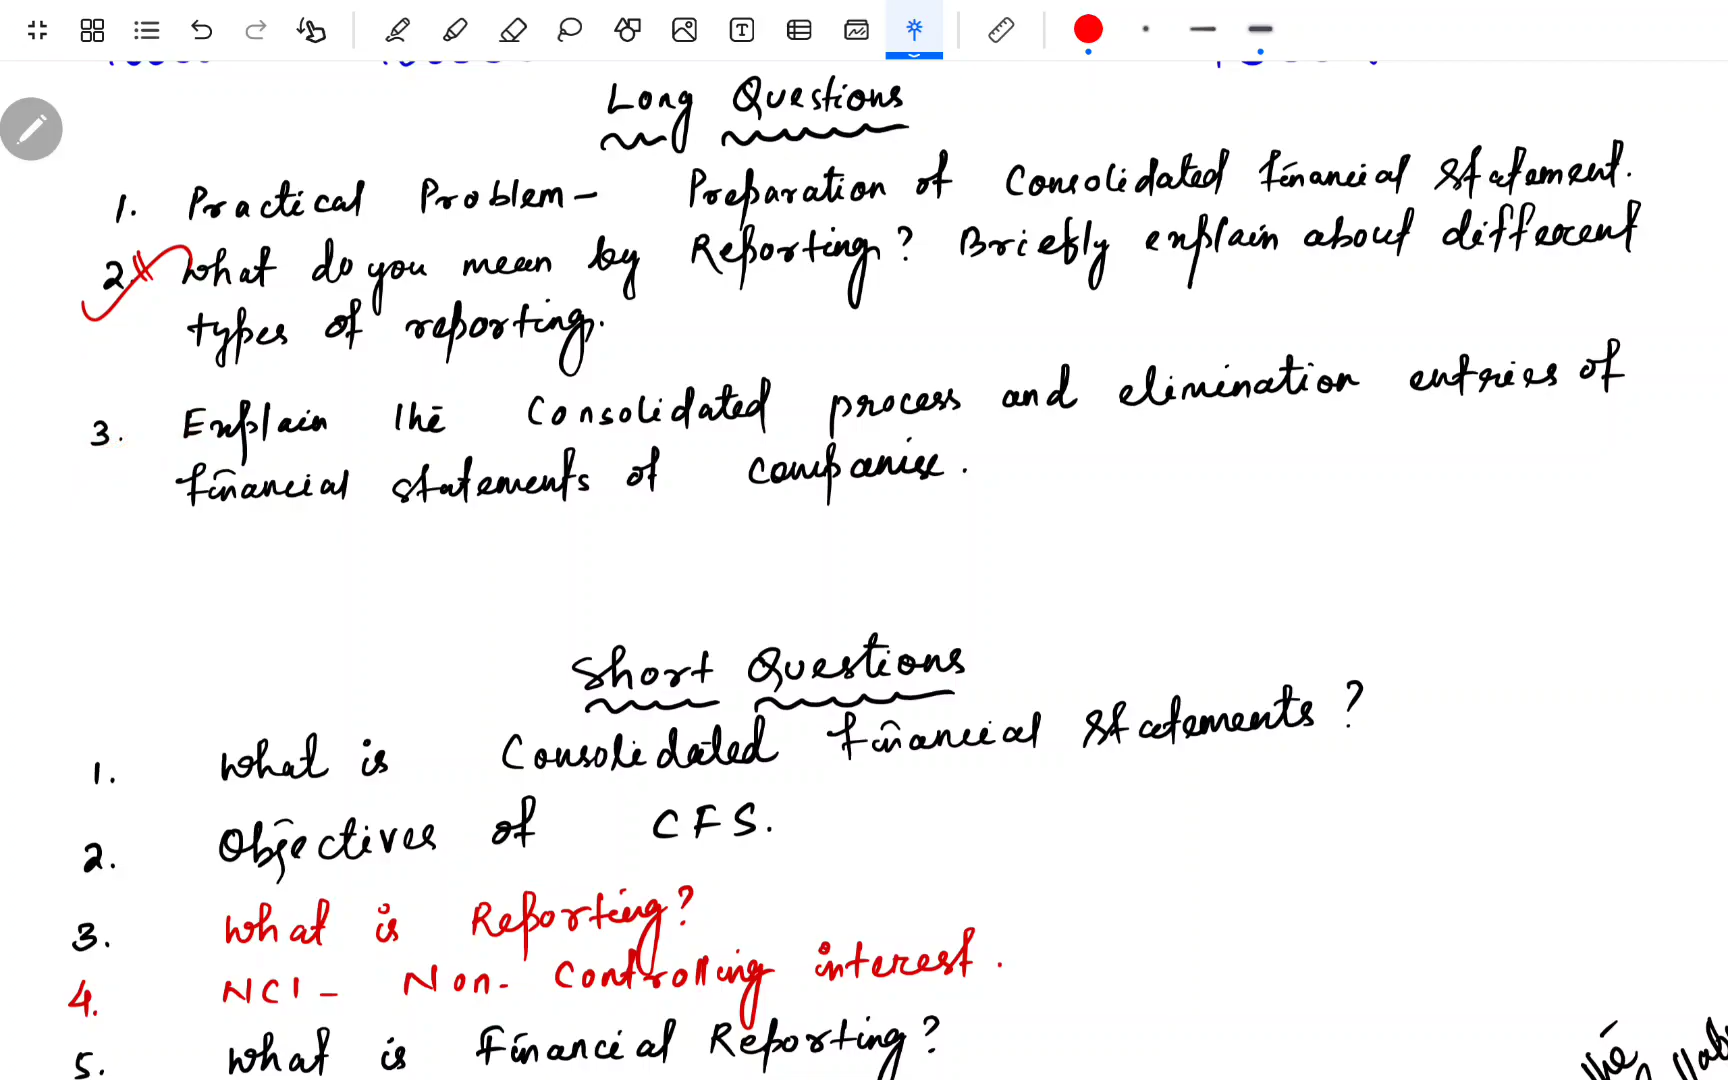 Long Questions
1. Practical Problem - Preparation of Consolidated financial statement.
2. What do you mean by Reporting? Briefly explain about different
types of reporting.
3. Explain the Consolidated process and elimination entries of
financial statements of companies.
Short Questions
1. What is Consolidated financial statements?
2. Objectives of CFS.
3. What is Reporting?
4. NCI - Non-Controlling interest.
5. What is financial Reporting?
the